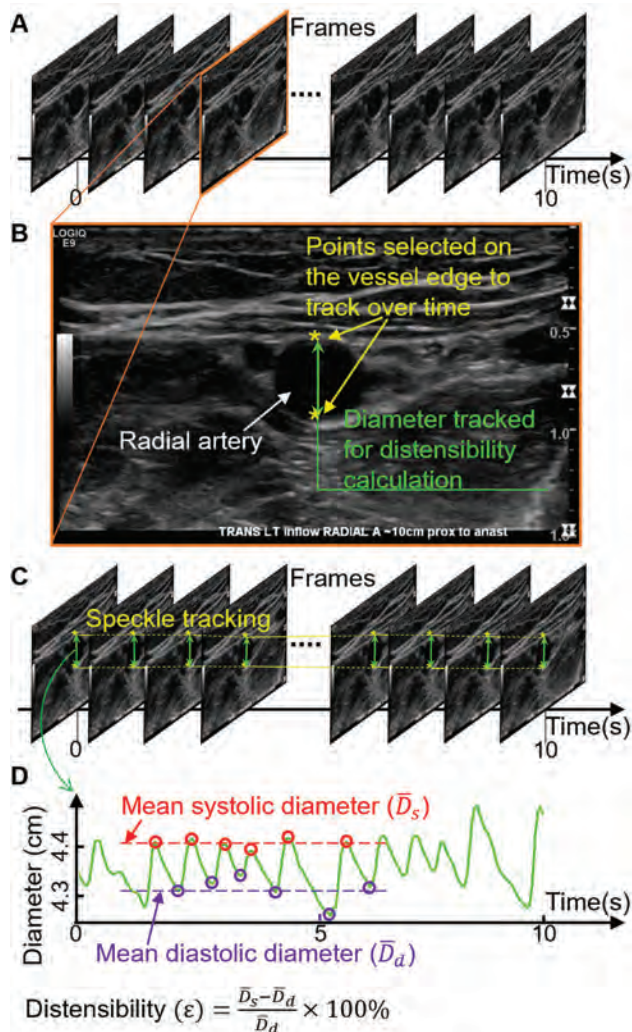 A
Frames
Time(s)
0
10
B
LOGIQ
E9
Points selected on
the vessel edge to
track over time
0.5
Radial artery
Diameter tracked
for distensibility
calculation
1.0
TRANS LT inflow RADIAL A ~10cm prox to anast
C
Frames
Speckle tracking
Time(s)
0
10
D
Mean systolic diameter (D̅ₛ)
Diameter (cm)
4.4
4.3
Time(s)
5
10
Mean diastolic diameter (D̅d)
Distensibility (ε) = (D̅ₛ−D̅d)/D̅d × 100%